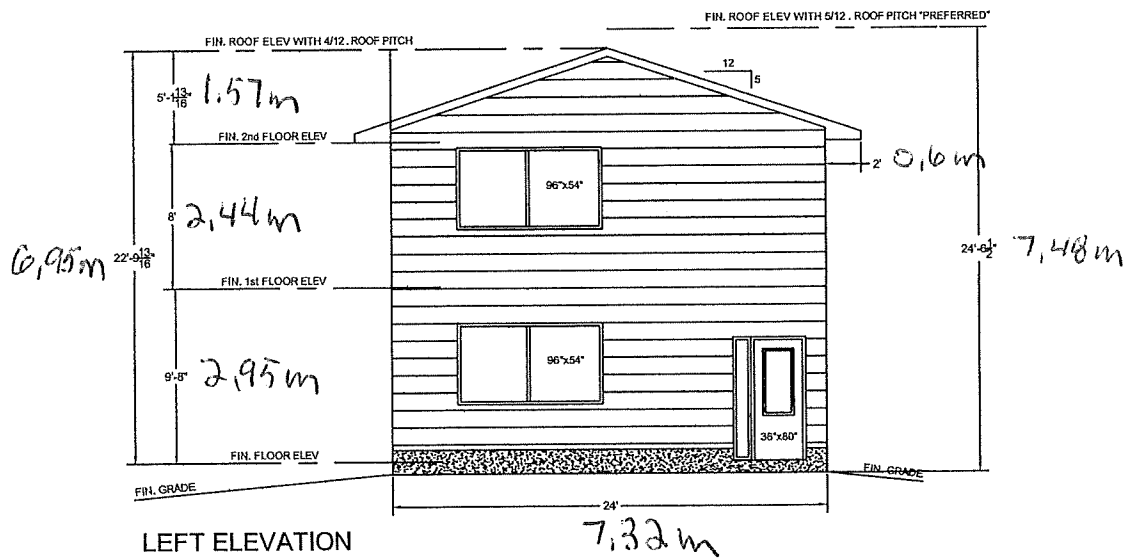 FIN. ROOF ELEV WITH 5/12 . ROOF PITCH "PREFERRED"
FIN. ROOF ELEV WITH 4/12 . ROOF PITCH
12
5
5'-1 13/16" 1.57m
FIN. 2nd FLOOR ELEV
2' 0,6m
96"x54"
8' 2,44m
6,95m 22'-9 13/16"
24'-6 1/2" 7,48m
FIN. 1st FLOOR ELEV
96"x54"
9'-8" 2,95m
36"x80"
FIN. FLOOR ELEV
FIN. GRADE
FIN. GRADE
24'
7,32m
LEFT ELEVATION